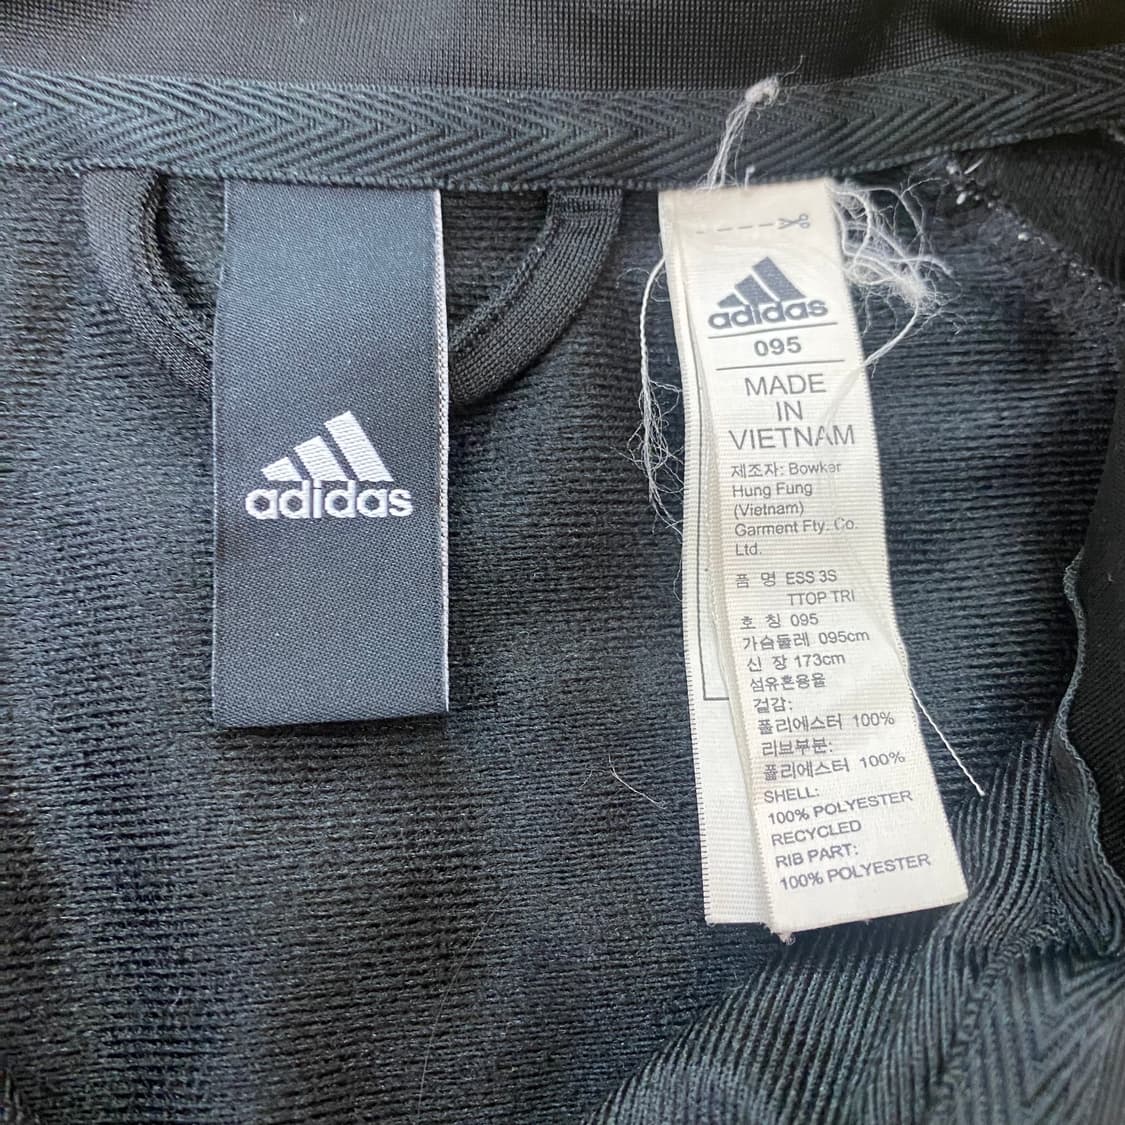 adidas
adidas
095
MADE
IN
VIETNAM
제조자: Bowker
Hung Fung
(Vietnam)
Garment Fty. Co.
Ltd.
품 명 ESS 3S
TTOP TRI
호 칭 095
가슴둘레 095cm
신 장 173cm
섬유혼용율
겉감:
폴리에스터 100%
리브부분:
폴리에스터 100%
SHELL:
100% POLYESTER
RECYCLED
RIB PART:
100% POLYESTER